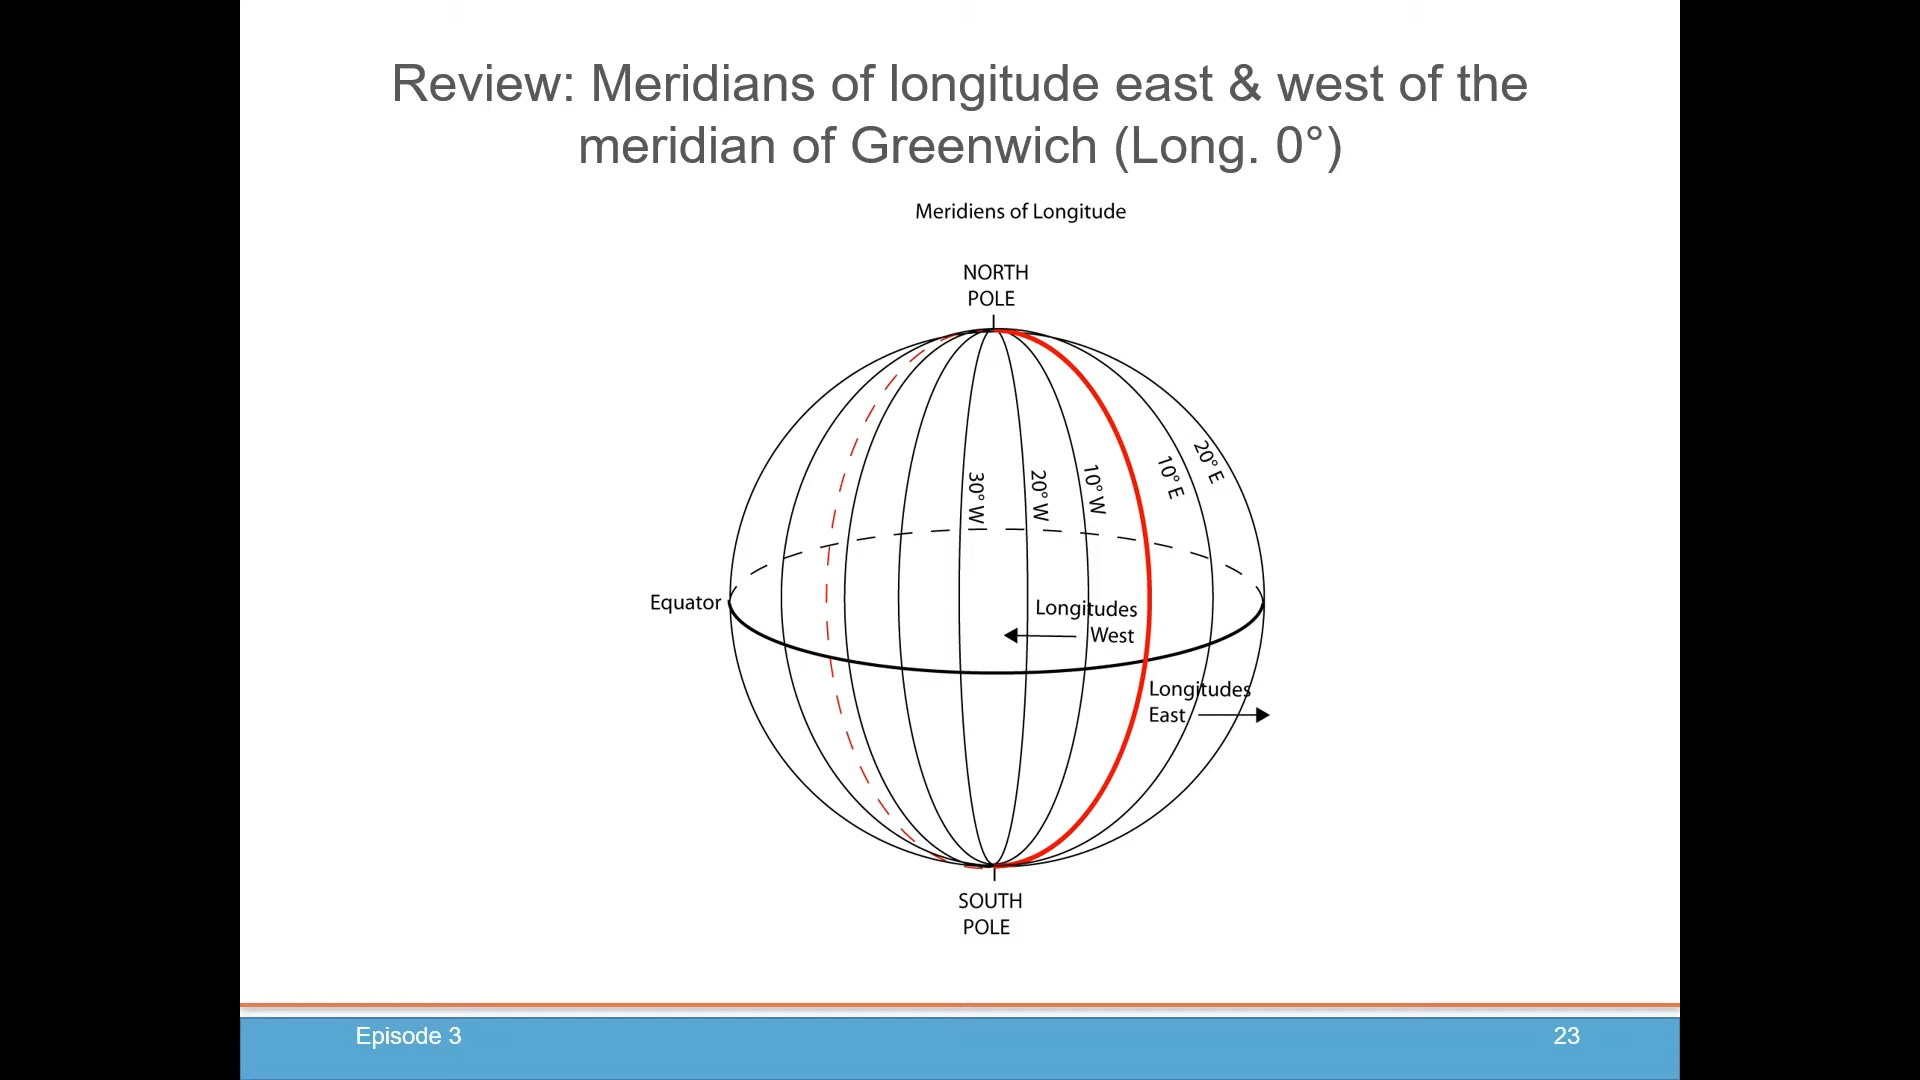 Review: Meridians of longitude east & west of the
meridian of Greenwich (Long. 0°)
Meridiens of Longitude
NORTH
POLE
30° W
20° W
10° W
10° E
20° E
Equator
Longitudes
West
Longitudes
East
SOUTH
POLE
Episode 3
23